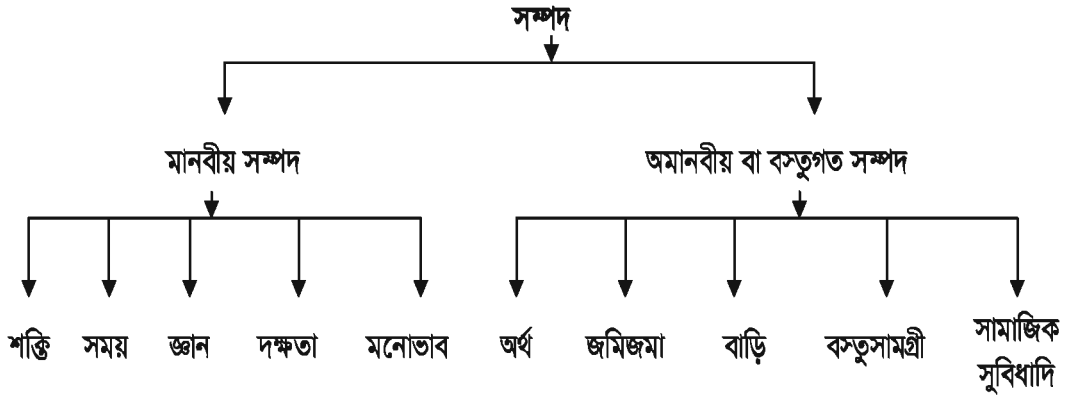 সম্পদ
মানবীয় সম্পদ
অমানবীয় বা বস্তুগত সম্পদ
শক্তি
সময়
জ্ঞান
দক্ষতা
মনোভাব
অর্থ
জমিজমা
বাড়ি
বস্তুসামগ্রী
সামাজিক
সুবিধাদি